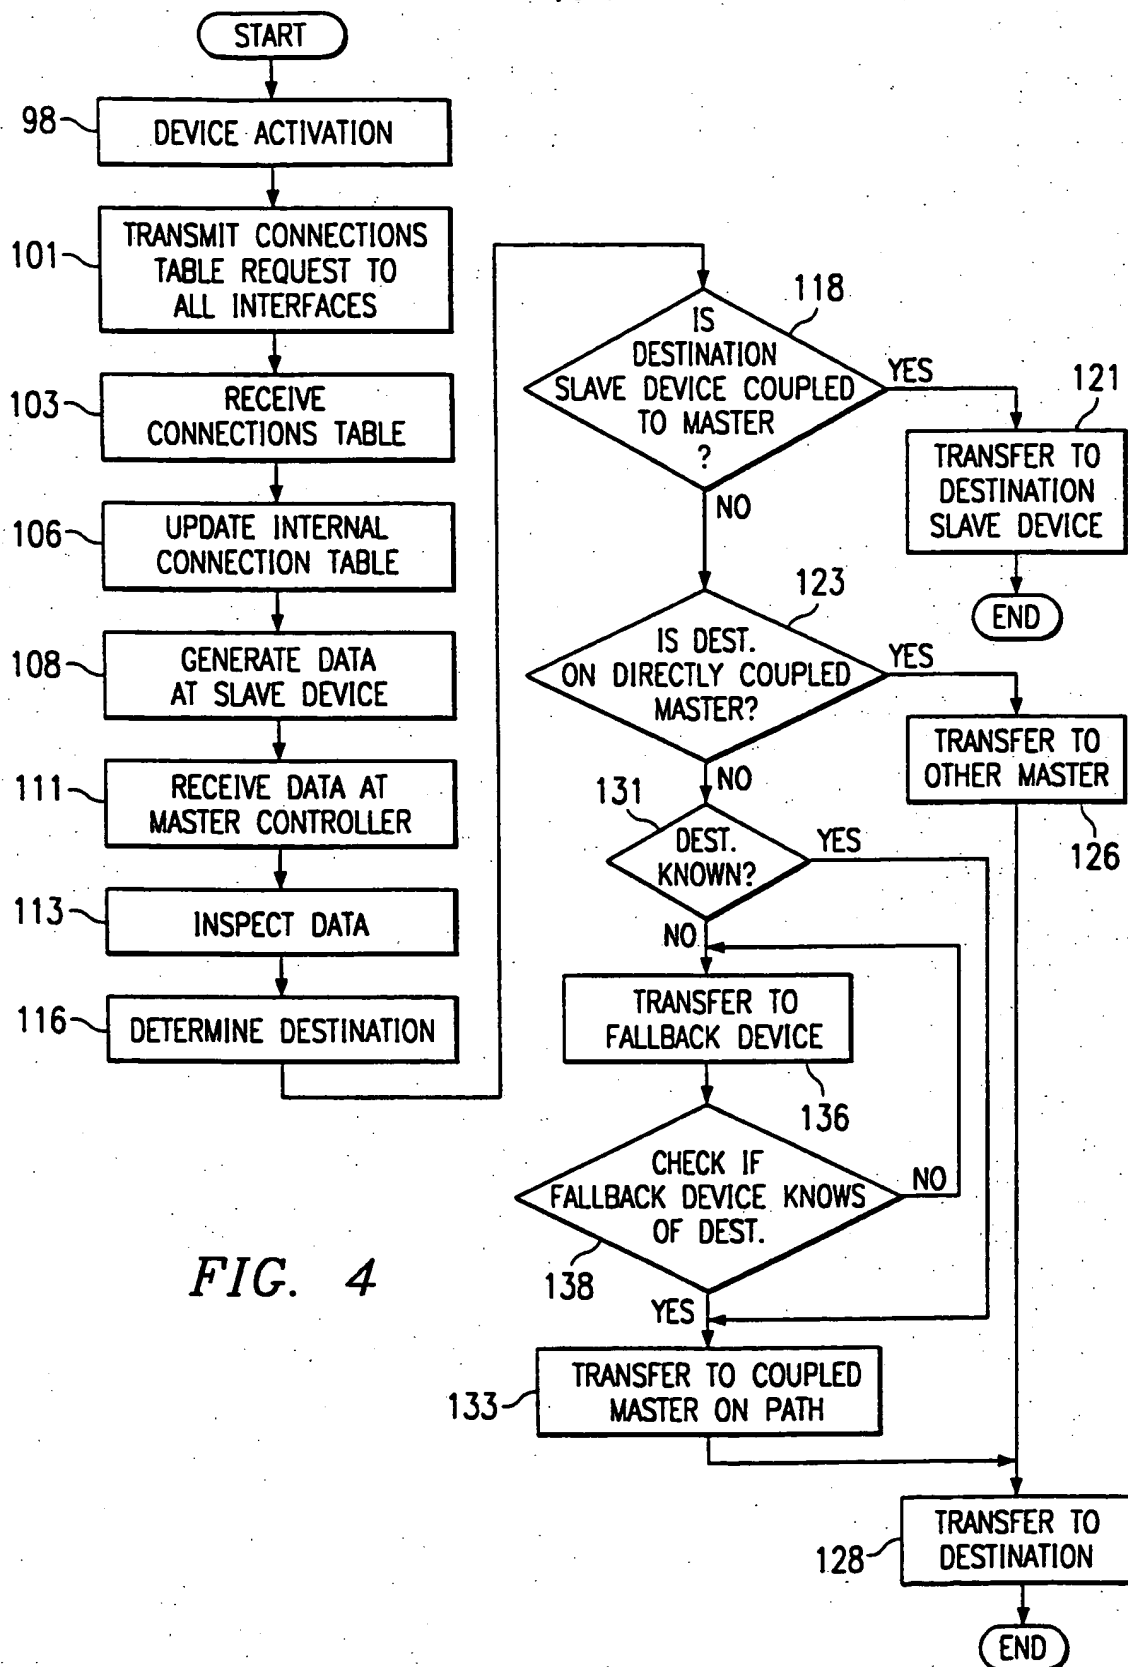 START
98
DEVICE ACTIVATION
101
TRANSMIT CONNECTIONS
TABLE REQUEST TO
ALL INTERFACES
103
RECEIVE
CONNECTIONS TABLE
106
UPDATE INTERNAL
CONNECTION TABLE
108
GENERATE DATA
AT SLAVE DEVICE
111
RECEIVE DATA AT
MASTER CONTROLLER
113
INSPECT DATA
116
DETERMINE DESTINATION
118
IS
DESTINATION
SLAVE DEVICE COUPLED
TO MASTER
?
YES
NO
121
TRANSFER TO
DESTINATION
SLAVE DEVICE
END
123
IS DEST.
ON DIRECTLY COUPLED
MASTER?
YES
NO
TRANSFER TO
OTHER MASTER
126
131
DEST.
KNOWN?
YES
NO
TRANSFER TO
FALLBACK DEVICE
136
CHECK IF
FALLBACK DEVICE KNOWS
OF DEST.
NO
138
YES
133
TRANSFER TO COUPLED
MASTER ON PATH
128
TRANSFER TO
DESTINATION
END
FIG. 4